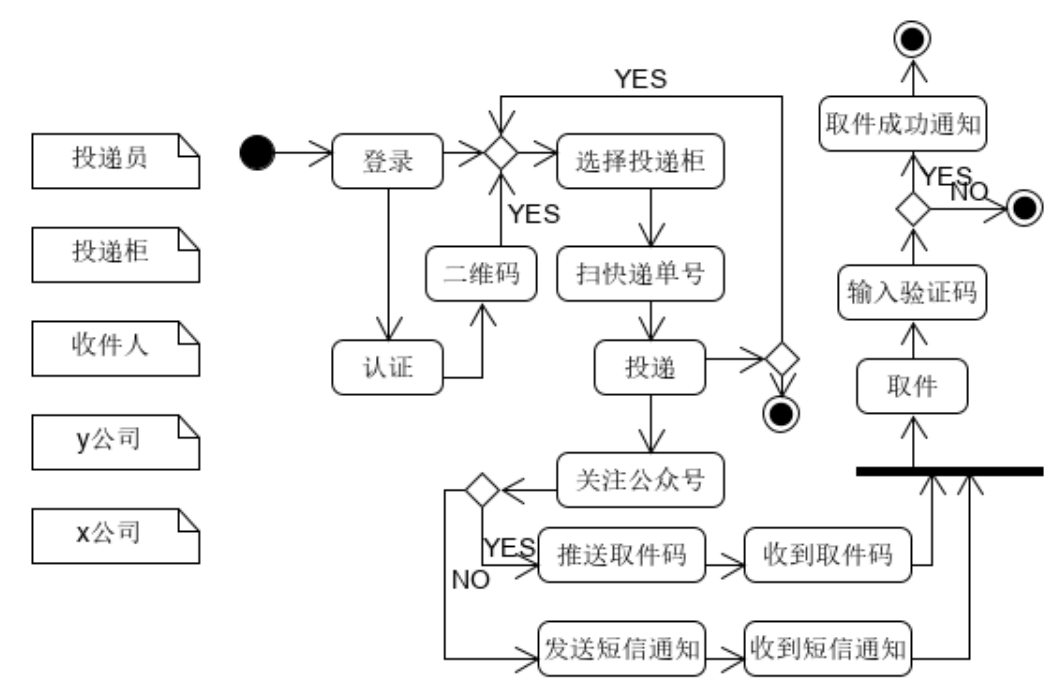 投递员
投递柜
收件人
y公司
x公司
登录
认证
二维码
YES
YES
选择投递柜
扫快递单号
投递
关注公众号
YES
NO
推送取件码
收到取件码
发送短信通知
收到短信通知
取件
输入验证码
YES
NO
取件成功通知